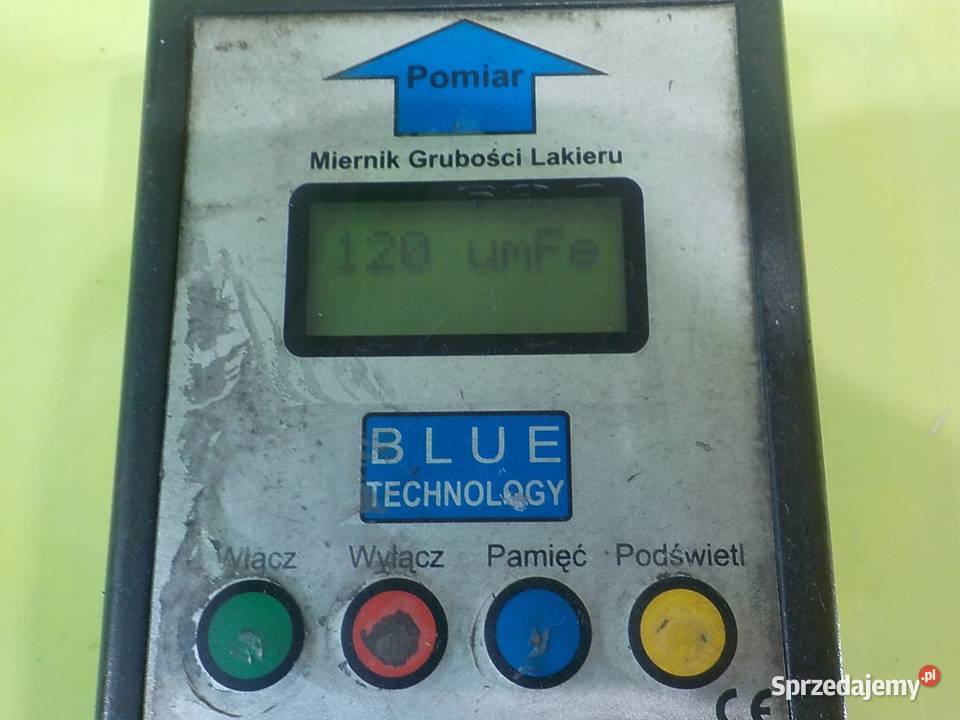 Pomiar
Miernik Grubości Lakieru
120 umFe
BLUE
TECHNOLOGY
Włącz Wyłącz Pamięć Podświetl
CE
Sprzedajemy.pl